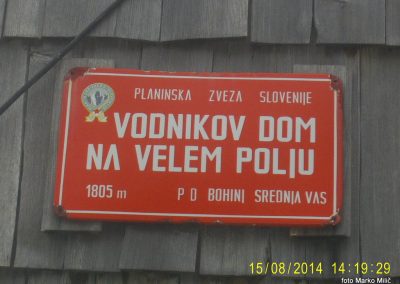 PLANINSKA ZVEZA SLOVENIJE
VODNIKOV DOM
NA VELEM POLJU
1805 m P D BOHINJ SREDNJA VAS
15/08/2014 14:19:29
foto Marko Milić